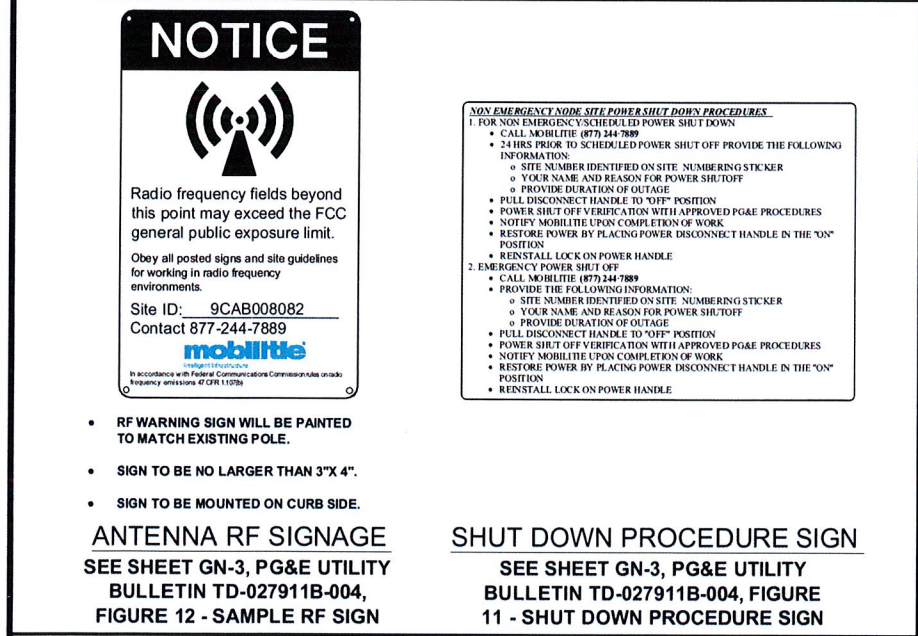 NOTICE
Radio frequency fields beyond
this point may exceed the FCC
general public exposure limit.
Obey all posted signs and site guidelines
for working in radio frequency
environments.
Site ID: 9CAB008082
Contact 877-244-7889
mobilitie
intelligent infrastructure
In accordance with Federal Communications Commission rules on radio
frequency emissions 47 CFR 1.1307(b)
• RF WARNING SIGN WILL BE PAINTED
TO MATCH EXISTING POLE.
• SIGN TO BE NO LARGER THAN 3"X 4".
• SIGN TO BE MOUNTED ON CURB SIDE.
ANTENNA RF SIGNAGE
SEE SHEET GN-3, PG&E UTILITY
BULLETIN TD-027911B-004,
FIGURE 12 - SAMPLE RF SIGN
NON EMERGENCY NODE SITE POWER SHUT DOWN PROCEDURES
1. FOR NON EMERGENCY/SCHEDULED POWER SHUT DOWN
• CALL MOBILITIE (877) 244-7889
• 24 HRS PRIOR TO SCHEDULED POWER SHUT OFF PROVIDE THE FOLLOWING
INFORMATION:
o SITE NUMBER IDENTIFIED ON SITE NUMBERING STICKER
o YOUR NAME AND REASON FOR POWER SHUTOFF
o PROVIDE DURATION OF OUTAGE
• PULL DISCONNECT HANDLE TO "OFF" POSITION
• POWER SHUT OFF VERIFICATION WITH APPROVED PG&E PROCEDURES
• NOTIFY MOBILITIE UPON COMPLETION OF WORK
• RESTORE POWER BY PLACING POWER DISCONNECT HANDLE IN THE "ON"
POSITION
• REINSTALL LOCK ON POWER HANDLE
2. EMERGENCY POWER SHUT OFF
• CALL MOBILITIE (877) 244-7889
• PROVIDE THE FOLLOWING INFORMATION:
o SITE NUMBER IDENTIFIED ON SITE NUMBERING STICKER
o YOUR NAME AND REASON FOR POWER SHUTOFF
o PROVIDE DURATION OF OUTAGE
• PULL DISCONNECT HANDLE TO "OFF" POSITION
• POWER SHUT OFF VERIFICATION WITH APPROVED PG&E PROCEDURES
• NOTIFY MOBILITIE UPON COMPLETION OF WORK
• RESTORE POWER BY PLACING POWER DISCONNECT HANDLE IN THE "ON"
POSITION
• REINSTALL LOCK ON POWER HANDLE
SHUT DOWN PROCEDURE SIGN
SEE SHEET GN-3, PG&E UTILITY
BULLETIN TD-027911B-004, FIGURE
11 - SHUT DOWN PROCEDURE SIGN